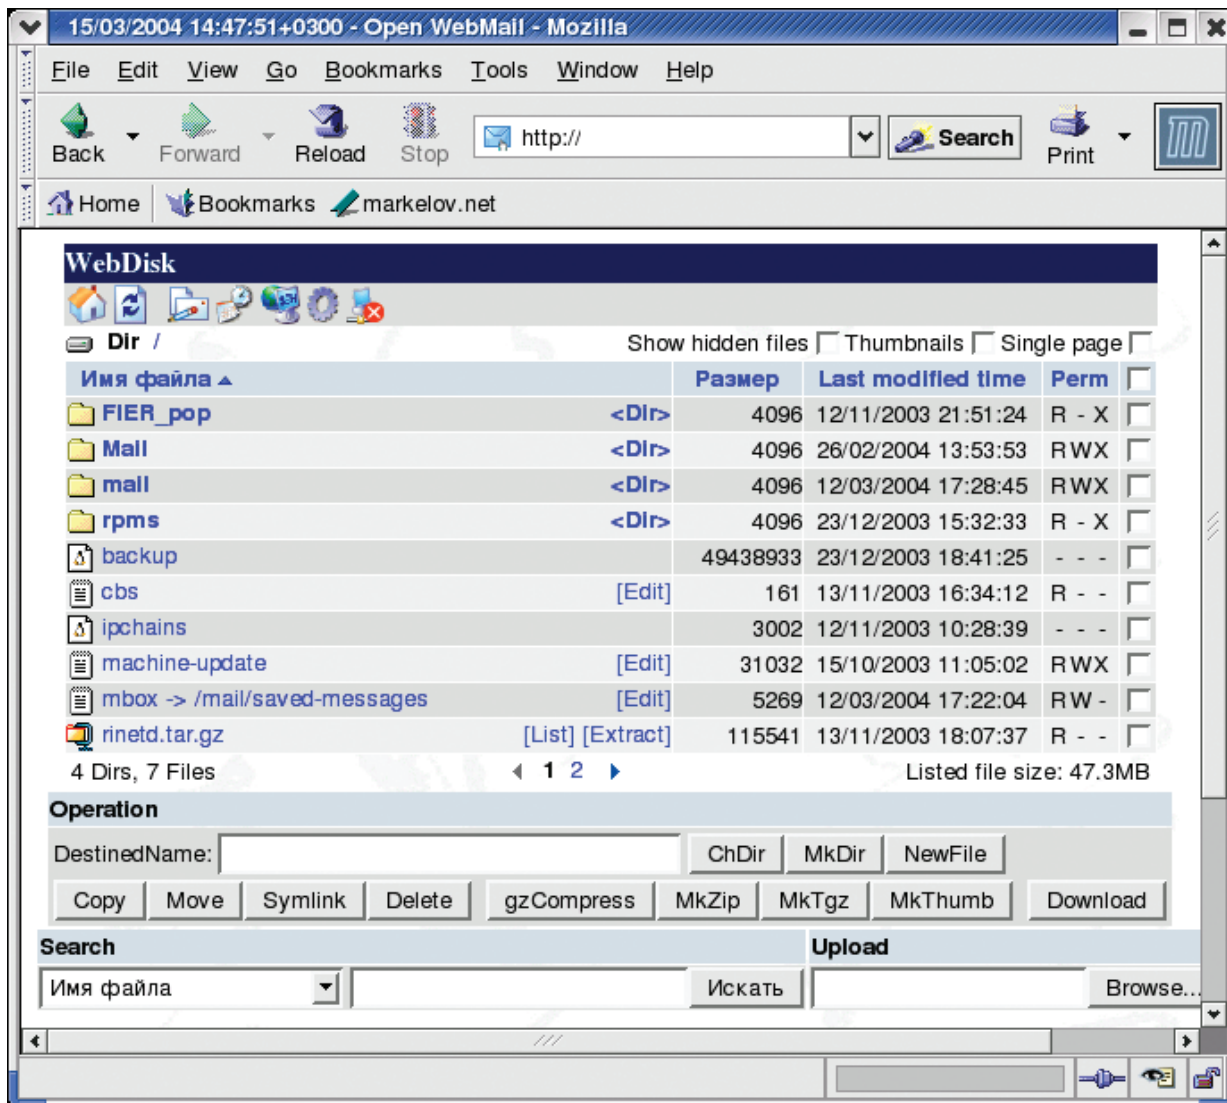 15/03/2004 14:47:51+0300 - Open WebMail - Mozilla
File Edit View Go Bookmarks Tools Window Help
Back Forward Reload Stop http:// Search Print
Home Bookmarks markelov.net
WebDisk
Dir / Show hidden files Thumbnails Single page
Имя файла Размер Last modified time Perm
FIER_pop <Dir> 4096 12/11/2003 21:51:24 R - X
Mail <Dir> 4096 26/02/2004 13:53:53 RWX
mail <Dir> 4096 12/03/2004 17:28:45 RWX
rpms <Dir> 4096 23/12/2003 15:32:33 R - X
backup 49438933 23/12/2003 18:41:25 - - -
cbs [Edit] 161 13/11/2003 16:34:12 R - -
ipchains 3002 12/11/2003 10:28:39 - - -
machine-update [Edit] 31032 15/10/2003 11:05:02 RWX
mbox -> /mail/saved-messages [Edit] 5269 12/03/2004 17:22:04 RW -
rinetd.tar.gz [List] [Extract] 115541 13/11/2003 18:07:37 R - -
4 Dirs, 7 Files 1 2 Listed file size: 47.3MB
Operation
DestinedName: ChDir MkDir NewFile
Copy Move Symlink Delete gzCompress MkZip MkTgz MkThumb Download
Search Upload
Имя файла Искать Browse...